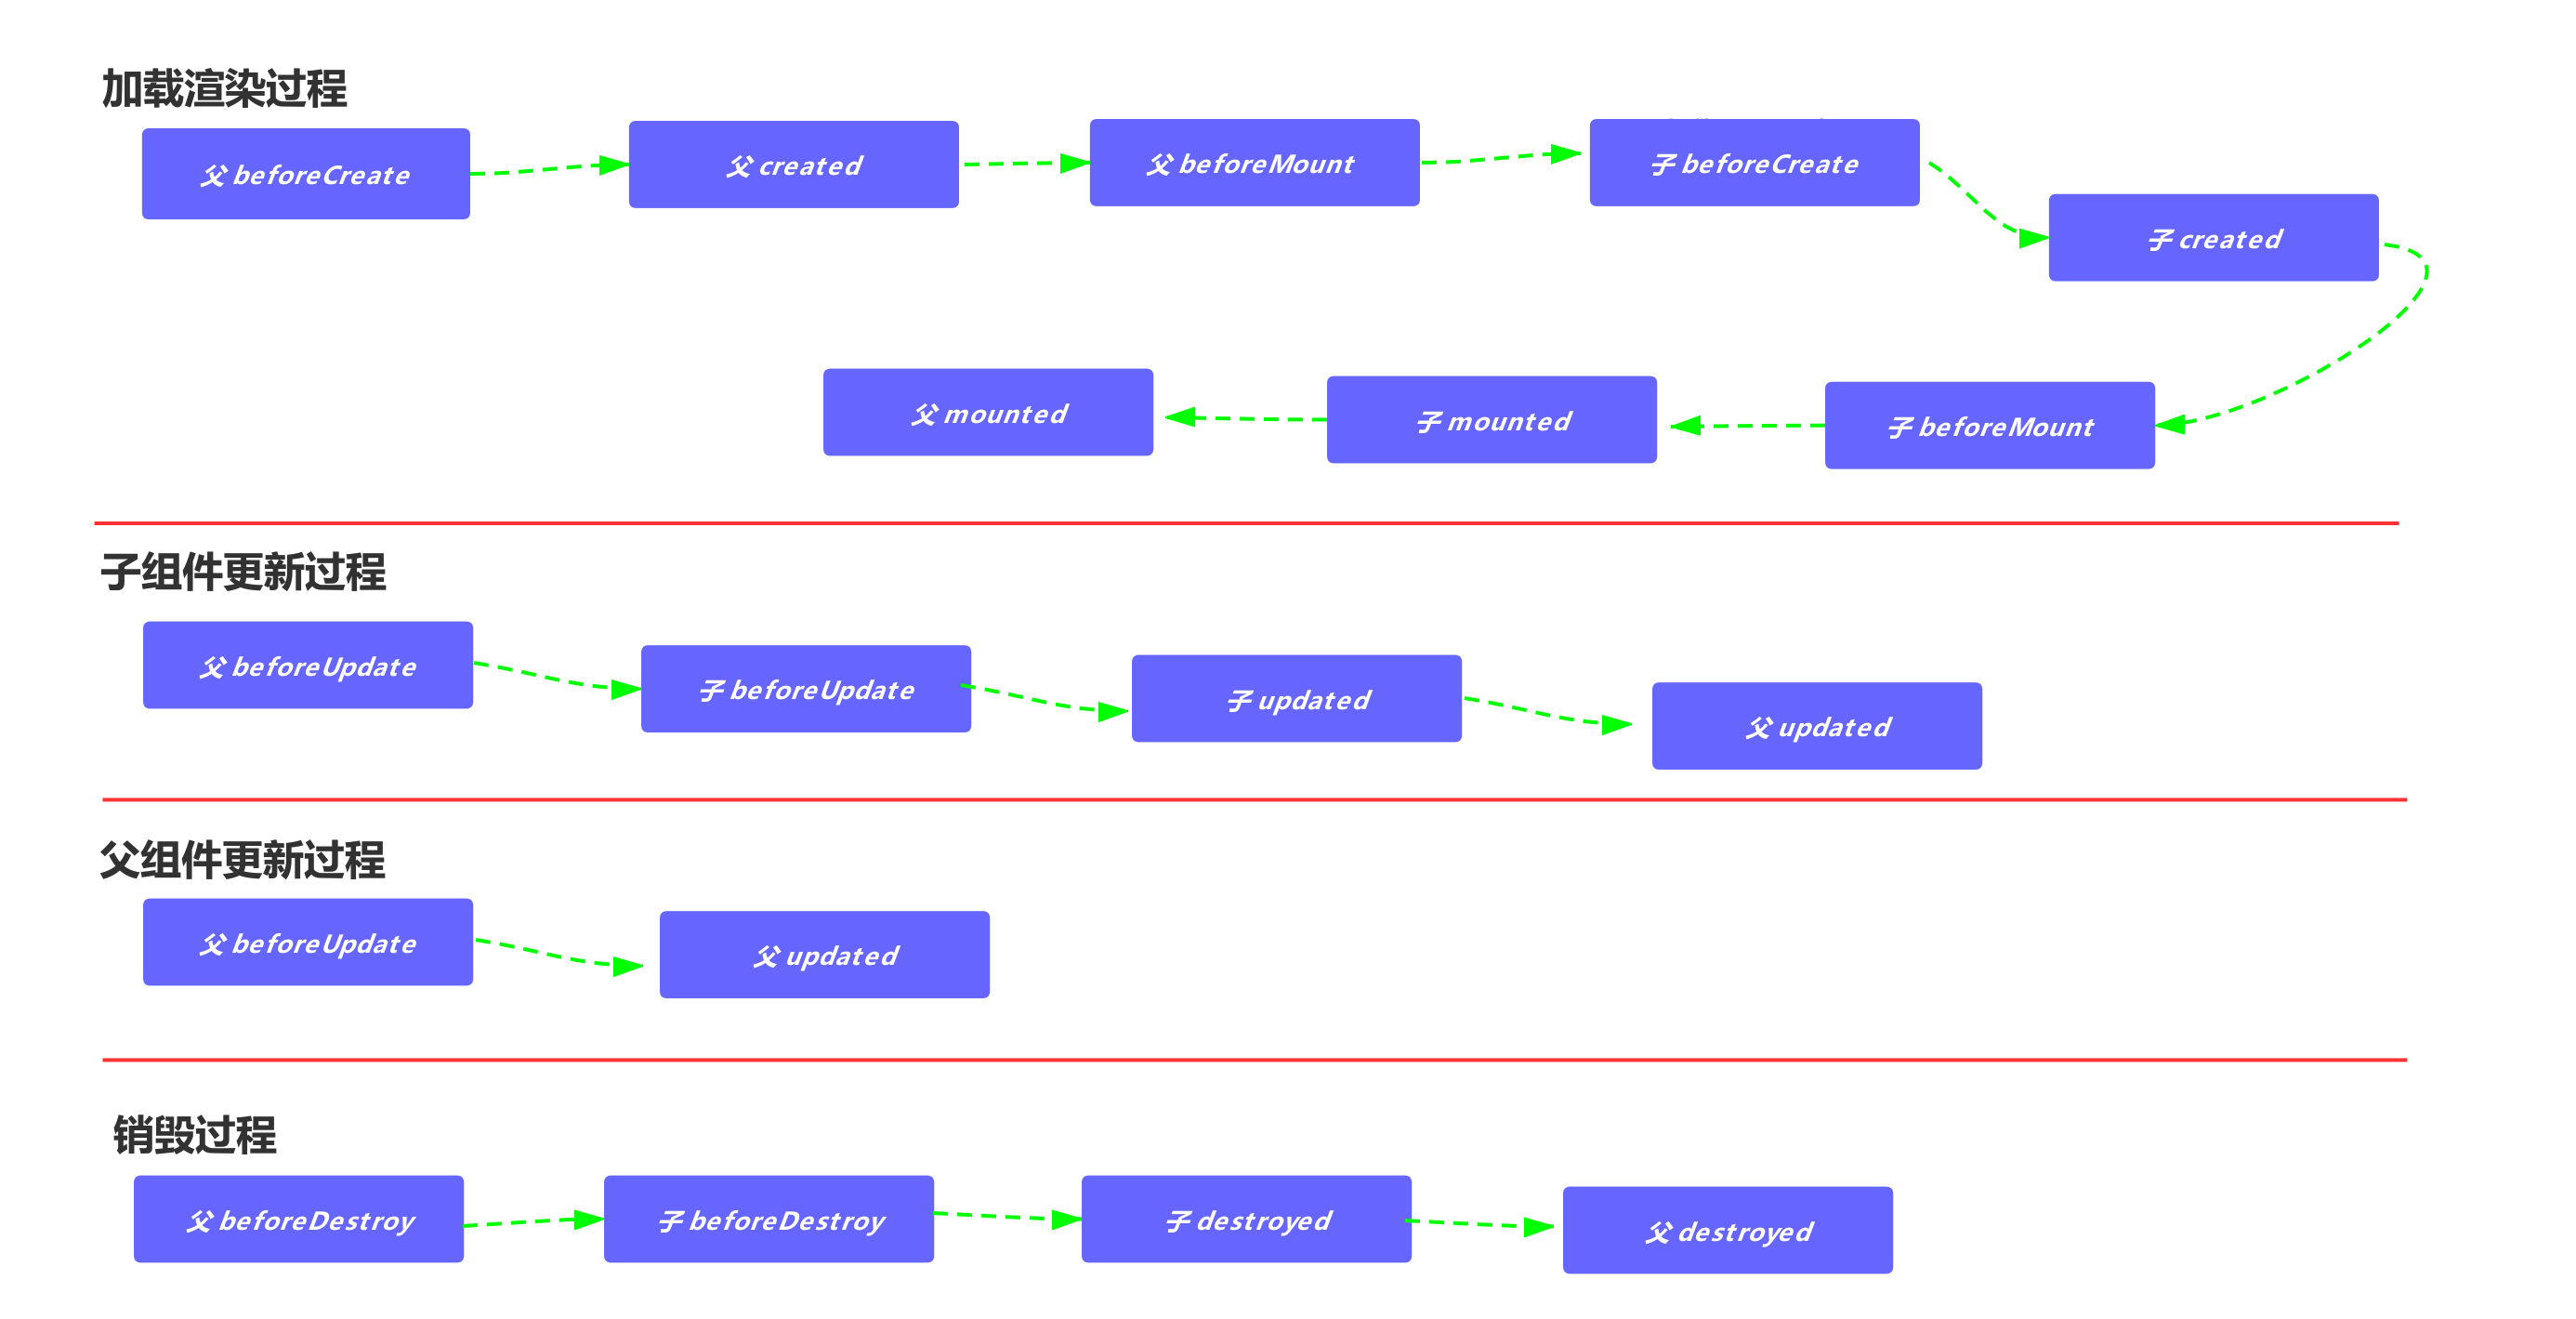 加载渲染过程
父 beforeCreate
父 created
父 beforeMount
子 beforeCreate
子 created
子 beforeMount
子 mounted
父 mounted
子组件更新过程
父 beforeUpdate
子 beforeUpdate
子 updated
父 updated
父组件更新过程
父 beforeUpdate
父 updated
销毁过程
父 beforeDestroy
子 beforeDestroy
子 destroyed
父 destroyed